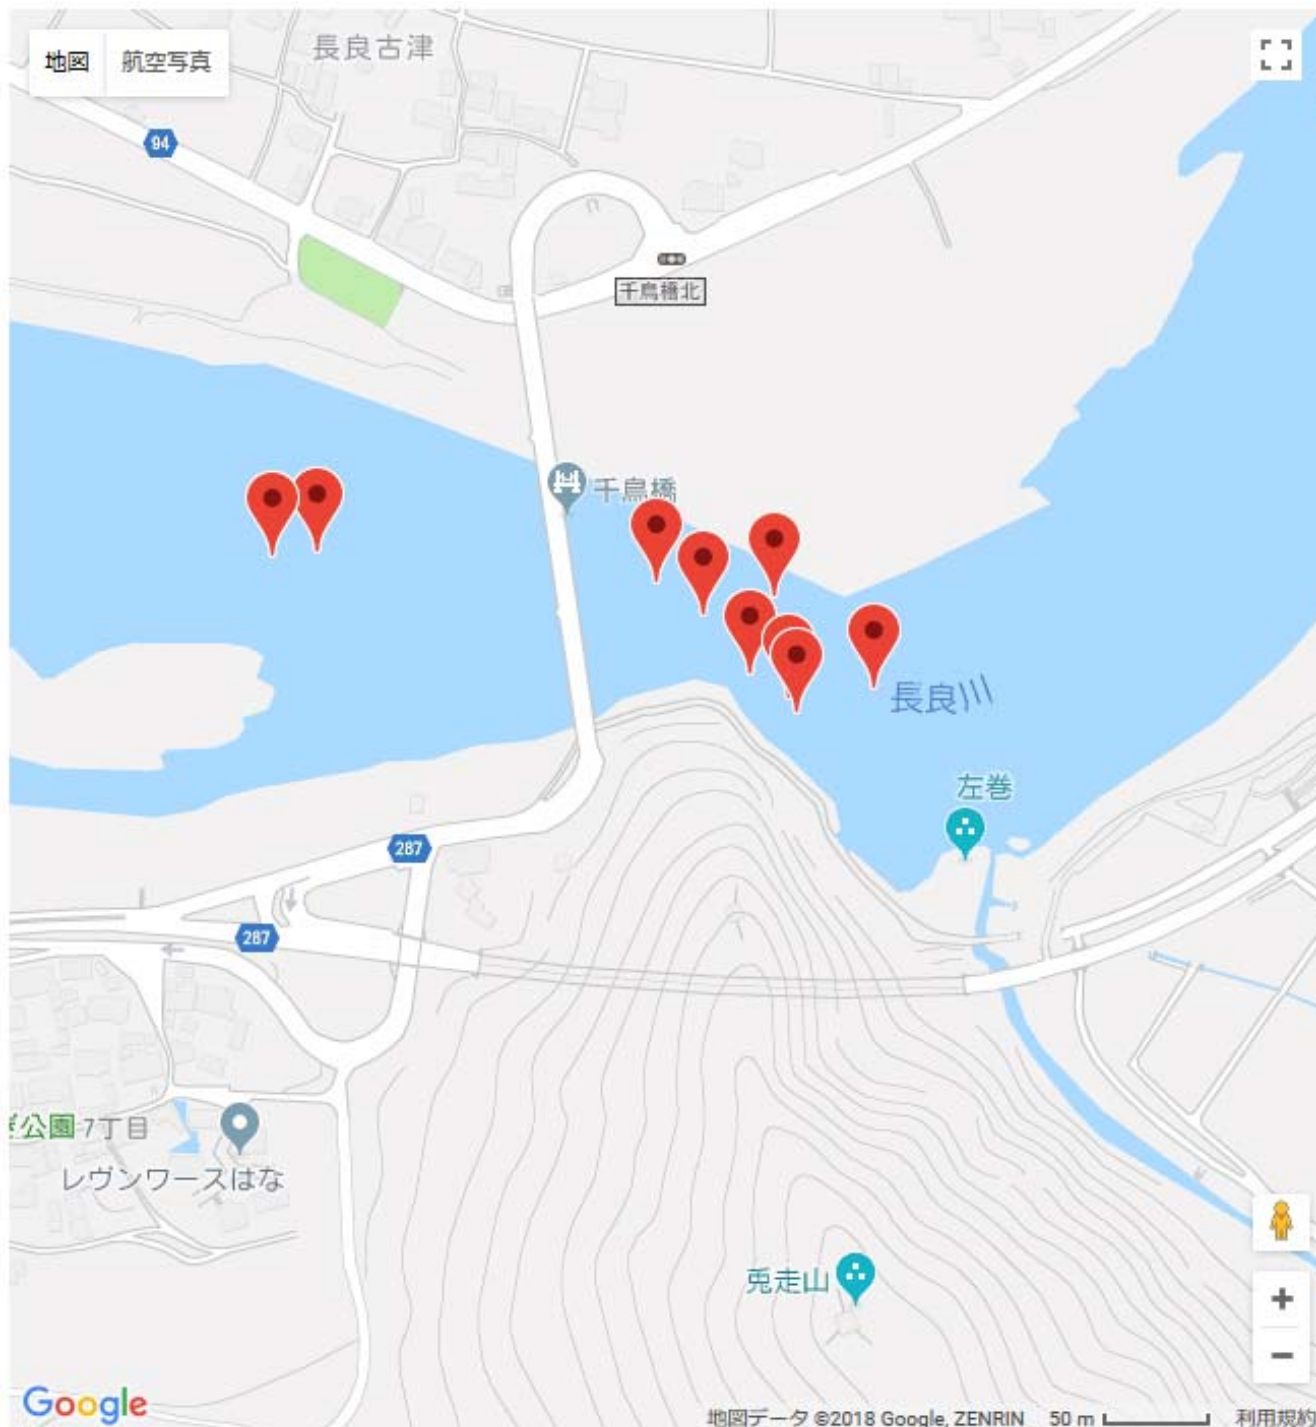 地図 航空写真
長良古津
94
千鳥橋北
千鳥橋
長良川
左巻
287
287
ぎ公園 7丁目
レヴンワースはな
兎走山
Google
地図データ ©2018 Google, ZENRIN 50 m 利用規約